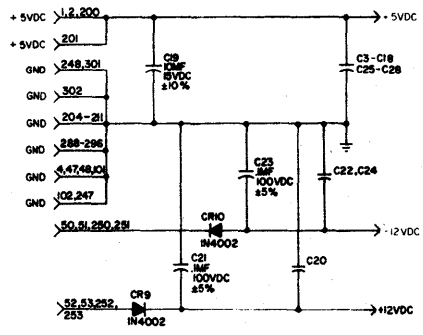 + 5VDC 1,2,200 + 5VDC
+ 5VDC 201
GND 248,301
GND 302
GND 204-211
GND 288-296
GND 4,47,48,101
GND 102,247
C19
10MF
15VDC
±10%
C3-C18
C25-C28
C23
.1MF
100VDC
±5%
C22,C24
50,51,250,251
CR10
1N4002
-12VDC
C21
.1MF
100VDC
±5%
C20
52,53,252,
253
CR9
1N4002
+12VDC